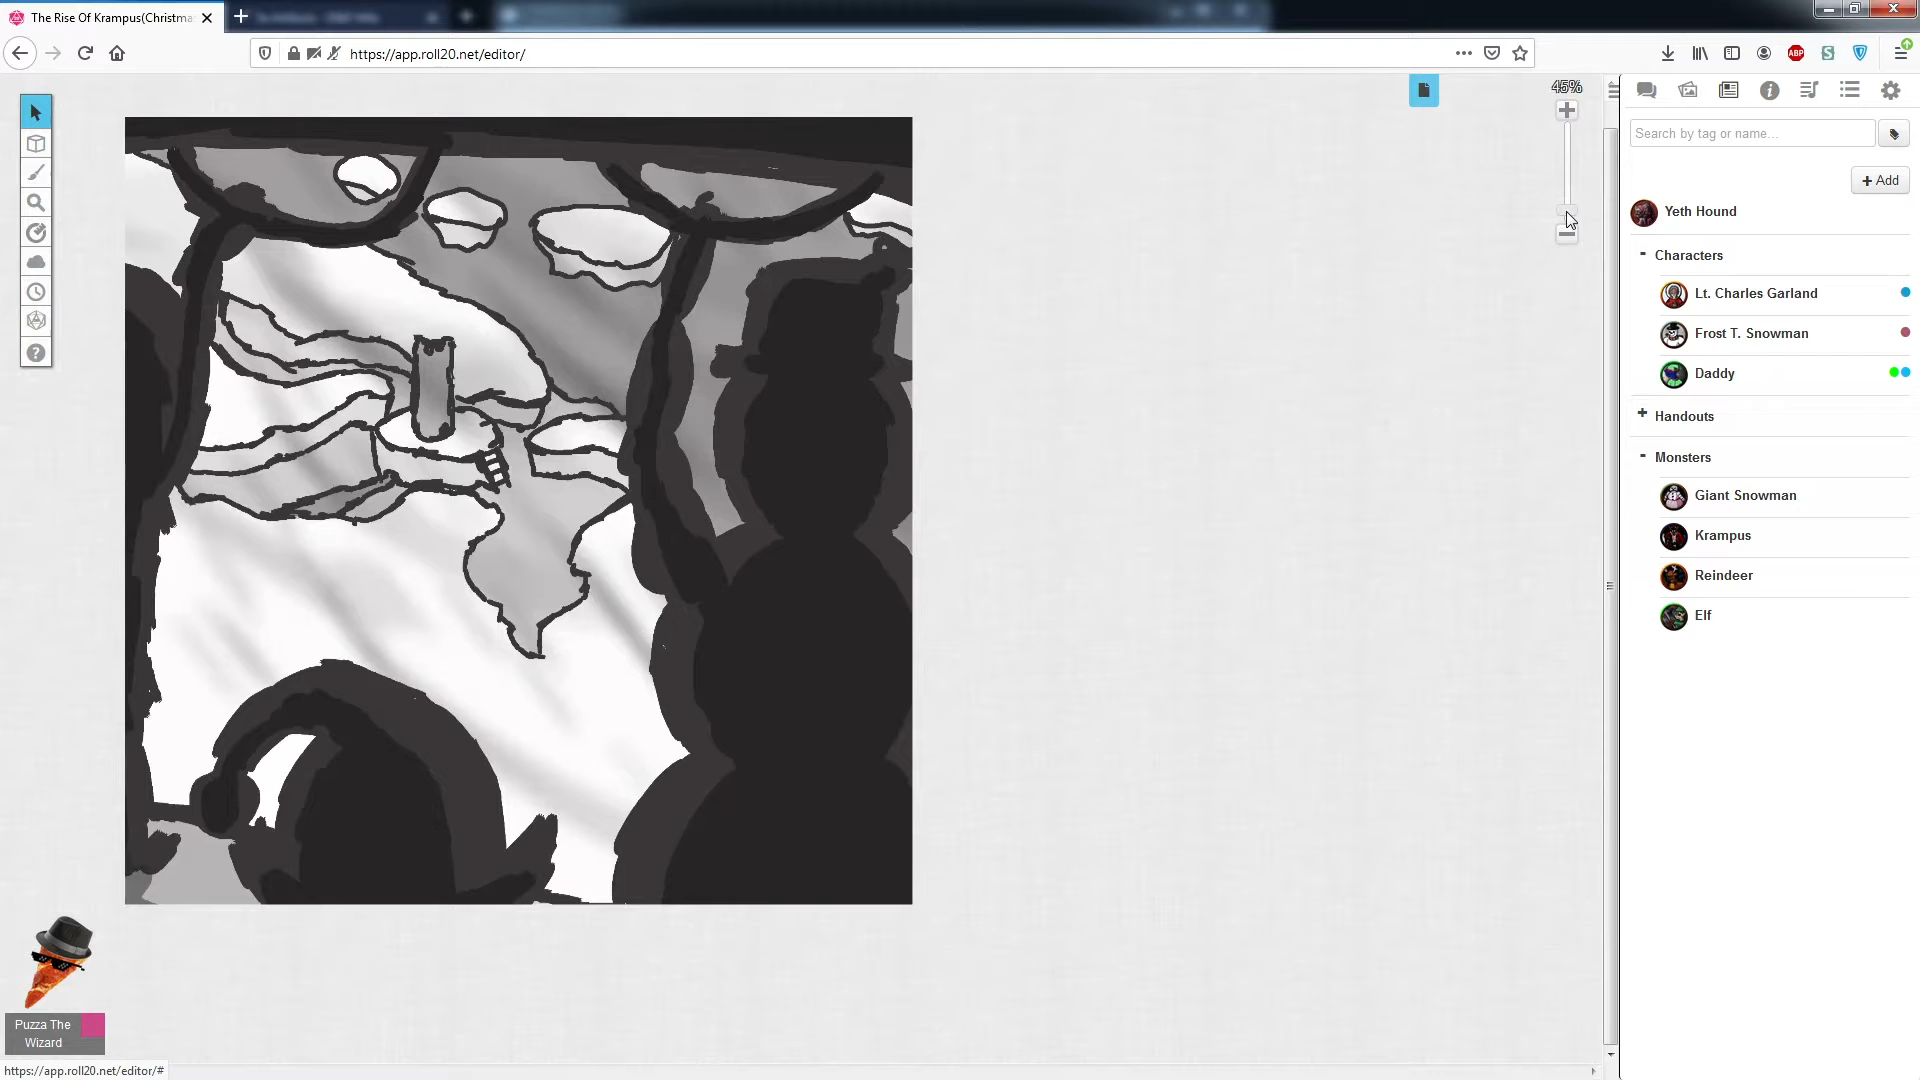 The Rise Of Krampus(Christma
https://app.roll20.net/editor/
ABP
S
45%
Search by tag or name...
+ Add
Yeth Hound
- Characters
Lt. Charles Garland
Frost T. Snowman
Daddy
+ Handouts
- Monsters
Giant Snowman
Krampus
Reindeer
Elf
Puzza The
Wizard
https://app.roll20.net/editor/#